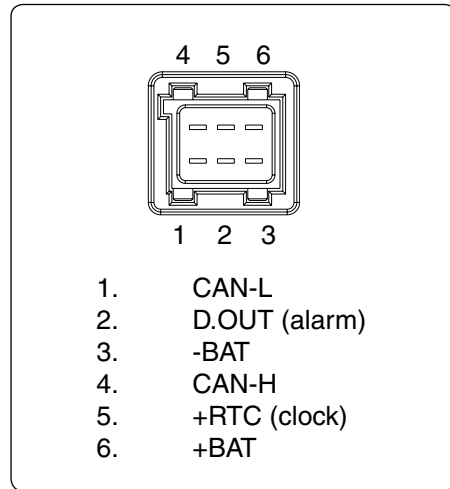 4 5 6
1 2 3
1. CAN-L
2. D.OUT (alarm)
3. -BAT
4. CAN-H
5. +RTC (clock)
6. +BAT